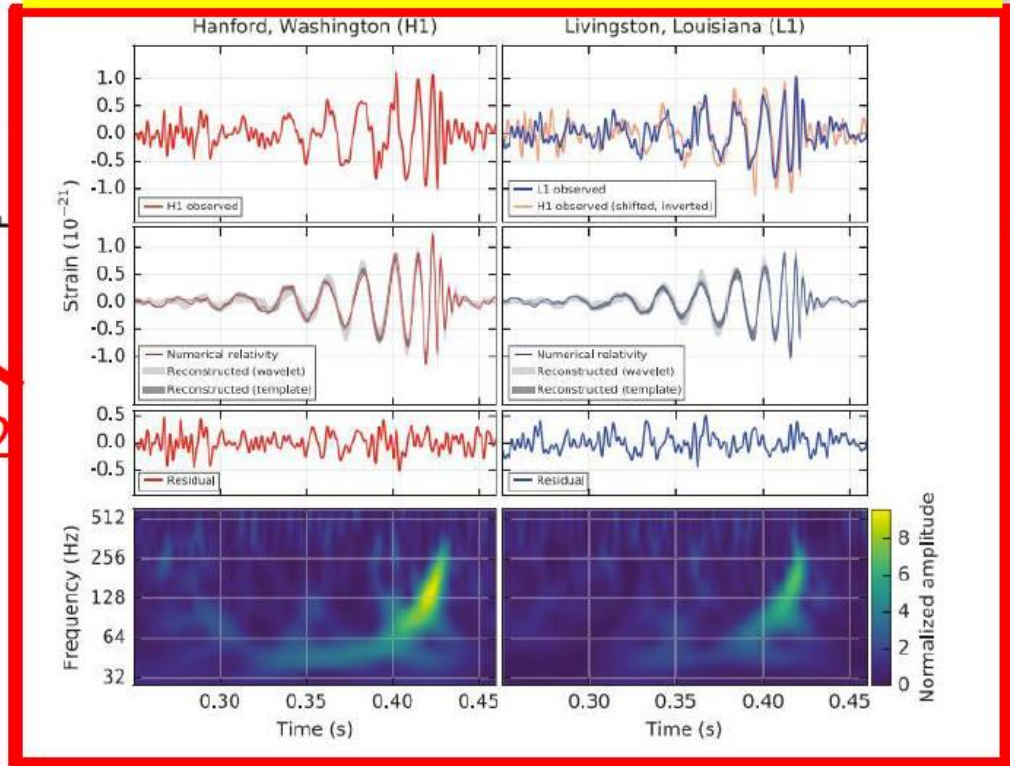 Hanford, Washington (H1) Livingston, Louisiana (L1)
Strain (10⁻²¹)
1.0
0.5
0.0
-0.5
-1.0
H1 observed
L1 observed
H1 observed (shifted, inverted)
1.0
0.5
0.0
-0.5
-1.0
Numerical relativity
Reconstructed (wavelet)
Reconstructed (template)
Numerical relativity
Reconstructed (wavelet)
Reconstructed (template)
0.5
0.0
-0.5
Residual
Residual
Frequency (Hz)
512
256
128
64
32
Normalized amplitude
8
6
4
2
0
0.30 0.35 0.40 0.45 0.30 0.35 0.40 0.45
Time (s) Time (s)